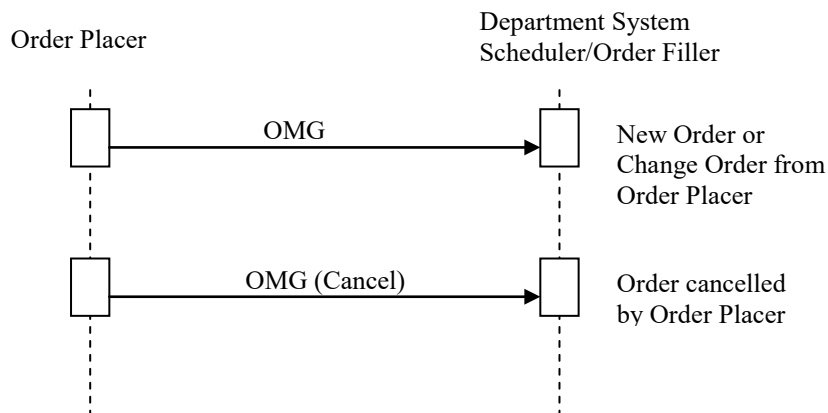 Order Placer
Department System
Scheduler/Order Filler
OMG
New Order or
Change Order from
Order Placer
OMG (Cancel)
Order cancelled
by Order Placer